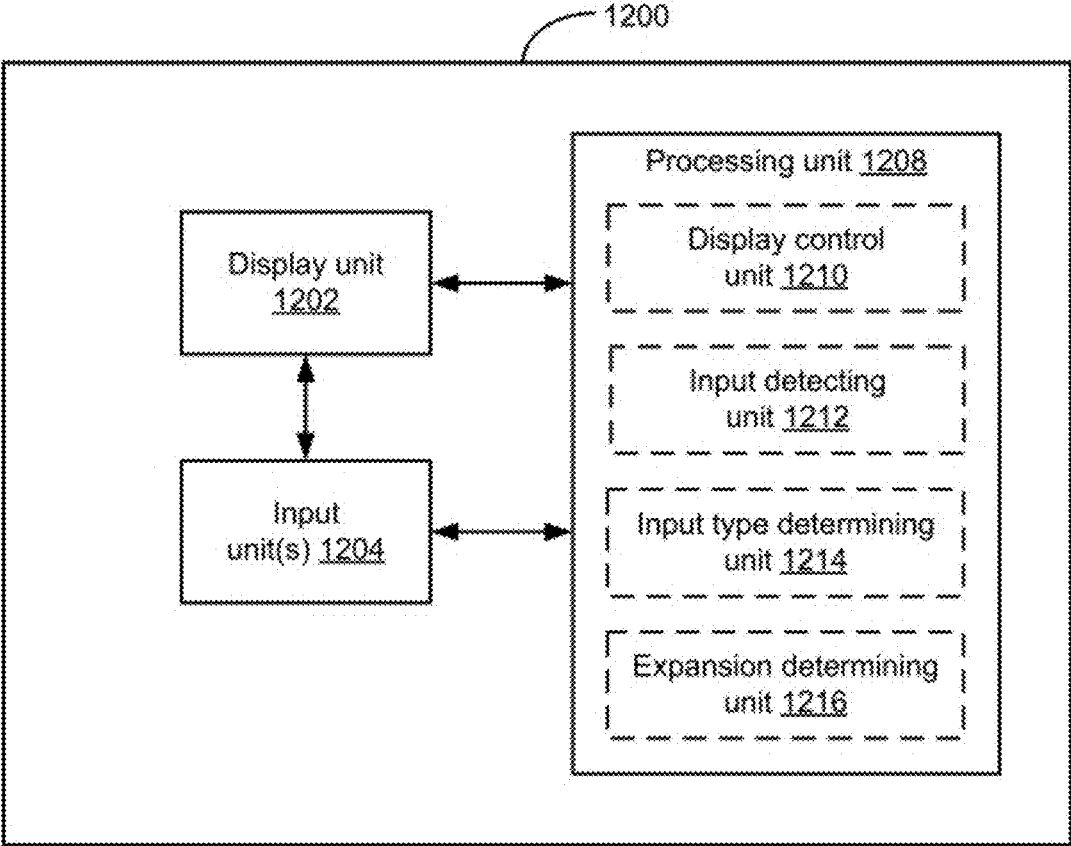 1200
Processing unit 1208
Display control
unit 1210
Display unit
1202
Input detecting
unit 1212
Input
unit(s) 1204
Input type determining
unit 1214
Expansion determining
unit 1216